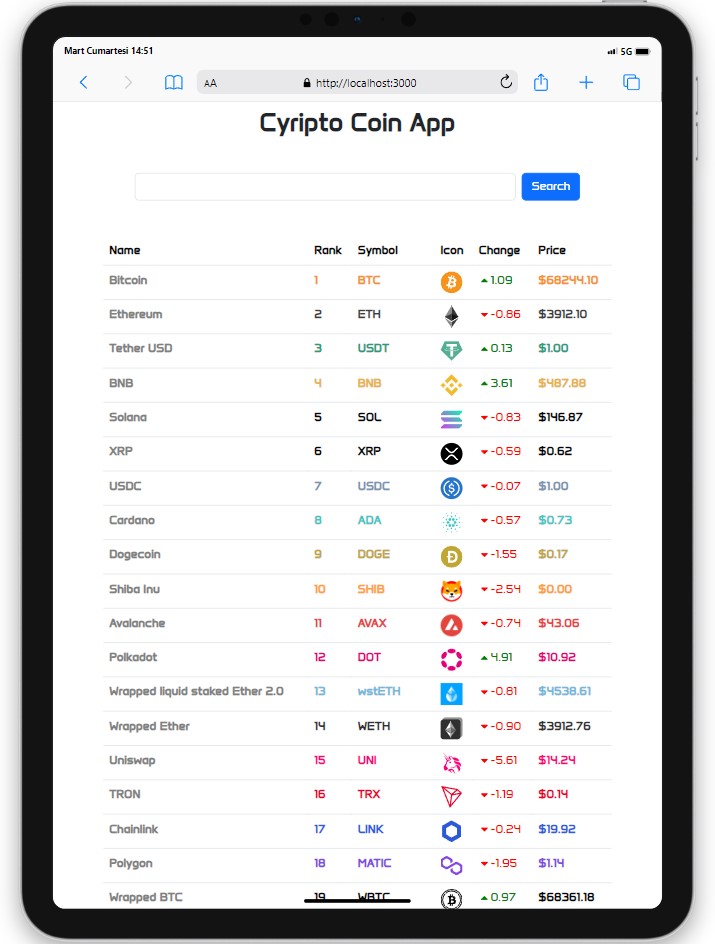 Mart Cumartesi 14:51 5G
AA http://localhost:3000
Cyripto Coin App
Search
Name Rank Symbol Icon Change Price
Bitcoin 1 BTC 1.09 $68244.10
Ethereum 2 ETH -0.86 $3912.10
Tether USD 3 USDT 0.13 $1.00
BNB 4 BNB 3.61 $487.88
Solana 5 SOL -0.83 $146.87
XRP 6 XRP -0.59 $0.62
USDC 7 USDC -0.07 $1.00
Cardano 8 ADA -0.57 $0.73
Dogecoin 9 DOGE -1.55 $0.17
Shiba Inu 10 SHIB -2.54 $0.00
Avalanche 11 AVAX -0.74 $43.06
Polkadot 12 DOT 4.91 $10.92
Wrapped liquid staked Ether 2.0 13 wstETH -0.81 $4538.61
Wrapped Ether 14 WETH -0.90 $3912.76
Uniswap 15 UNI -5.61 $14.24
TRON 16 TRX -1.19 $0.14
Chainlink 17 LINK -0.24 $19.92
Polygon 18 MATIC -1.95 $1.14
Wrapped BTC 19 WBTC 0.97 $68361.18